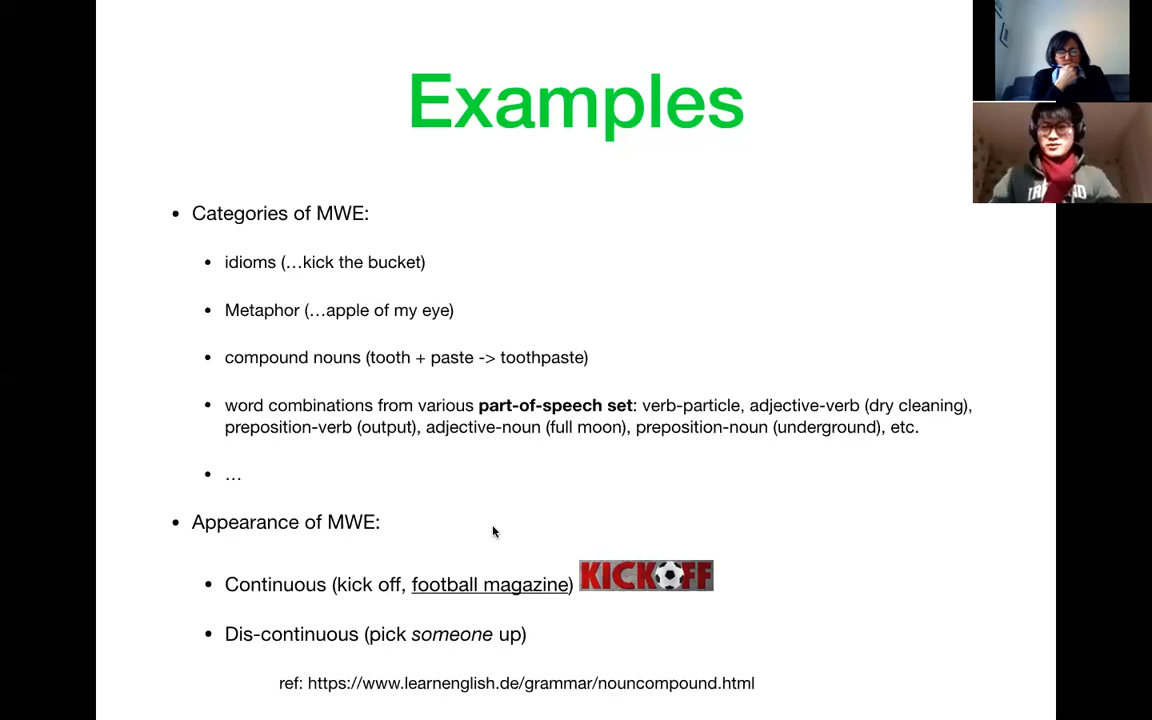 Examples
• Categories of MWE:
• idioms (…kick the bucket)
• Metaphor (…apple of my eye)
• compound nouns (tooth + paste -> toothpaste)
• word combinations from various part-of-speech set: verb-particle, adjective-verb (dry cleaning),
preposition-verb (output), adjective-noun (full moon), preposition-noun (underground), etc.
• …
• Appearance of MWE:
• Continuous (kick off, football magazine) KICKOFF
• Dis-continuous (pick someone up)
ref: https://www.learnenglish.de/grammar/nouncompound.html